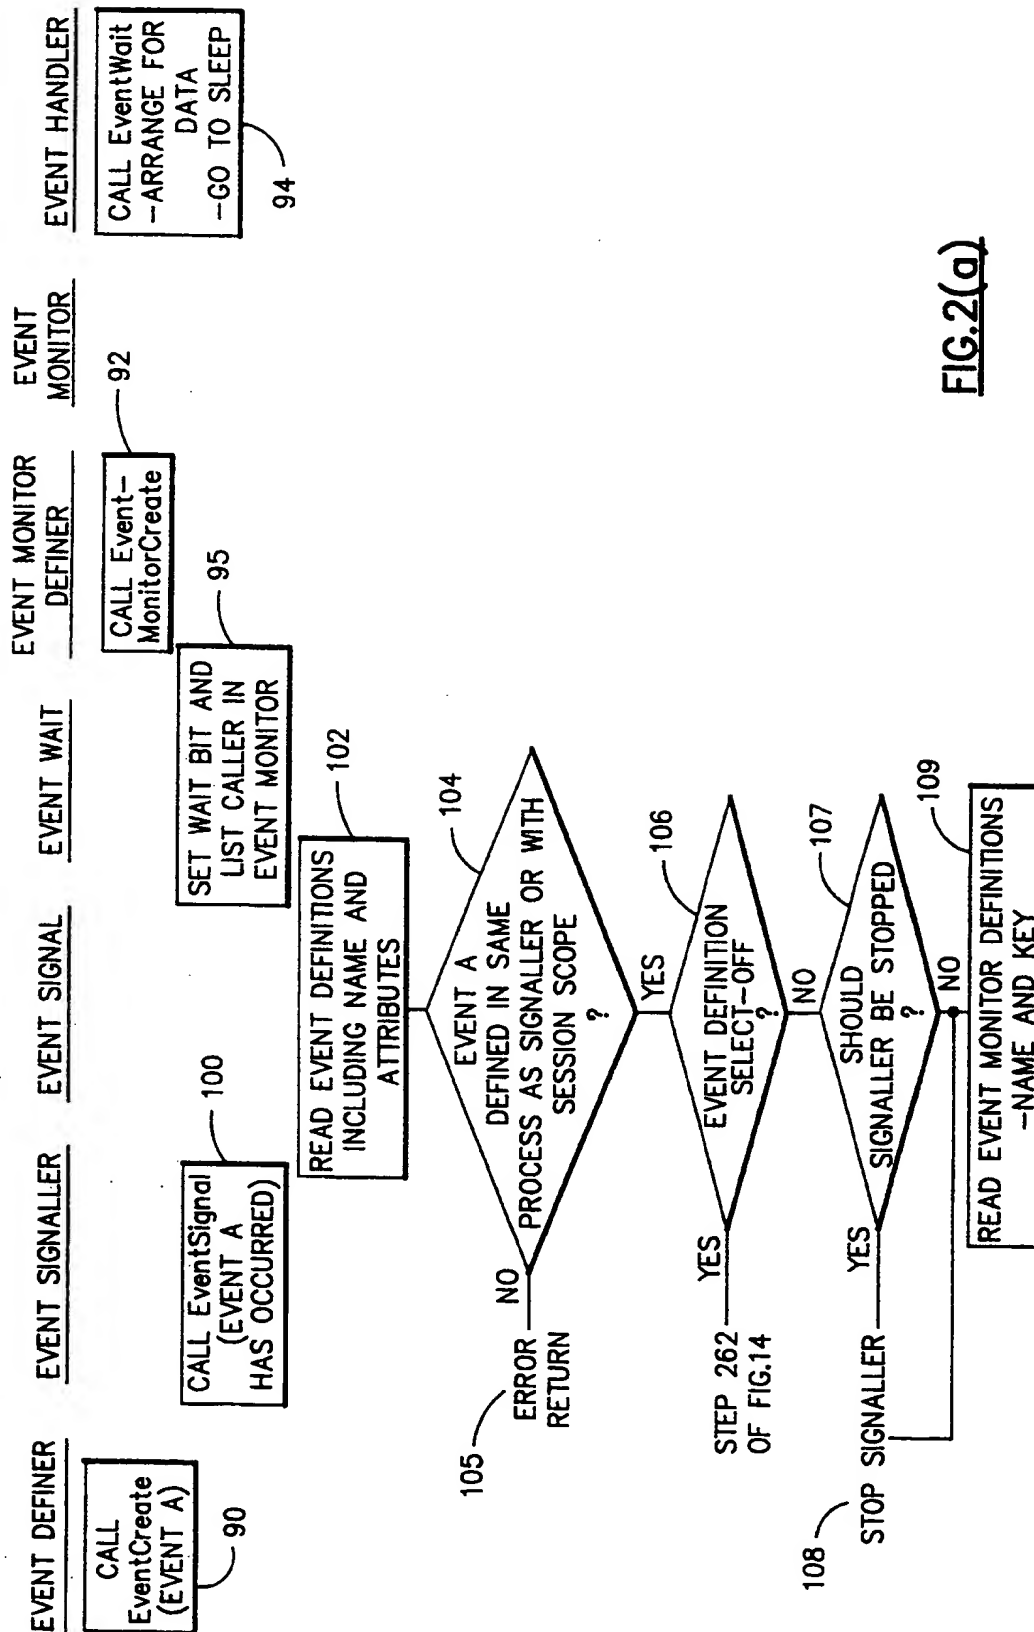 EVENT DEFINER
EVENT SIGNALLER
EVENT SIGNAL
EVENT WAIT
EVENT MONITOR
DEFINER
EVENT
MONITOR
EVENT HANDLER
CALL
EventCreate
(EVENT A)
90
CALL Event-
MonitorCreate
92
CALL EventWait
-ARRANGE FOR
DATA
-GO TO SLEEP
94
SET WAIT BIT AND
LIST CALLER IN
EVENT MONITOR
95
CALL EventSignal
(EVENT A
HAS OCCURRED)
100
READ EVENT DEFINITIONS
INCLUDING NAME AND
ATTRIBUTES
102
EVENT A
DEFINED IN SAME
PROCESS AS SIGNALLER OR WITH
SESSION SCOPE
?
104
NO
105
ERROR
RETURN
YES
EVENT DEFINITION
SELECT-OFF
?
106
YES
STEP 262
OF FIG.14
NO
SHOULD
SIGNALLER BE STOPPED
?
107
YES
108
STOP SIGNALLER
NO
READ EVENT MONITOR DEFINITIONS
-NAME AND KEY
109
FIG.2(a)